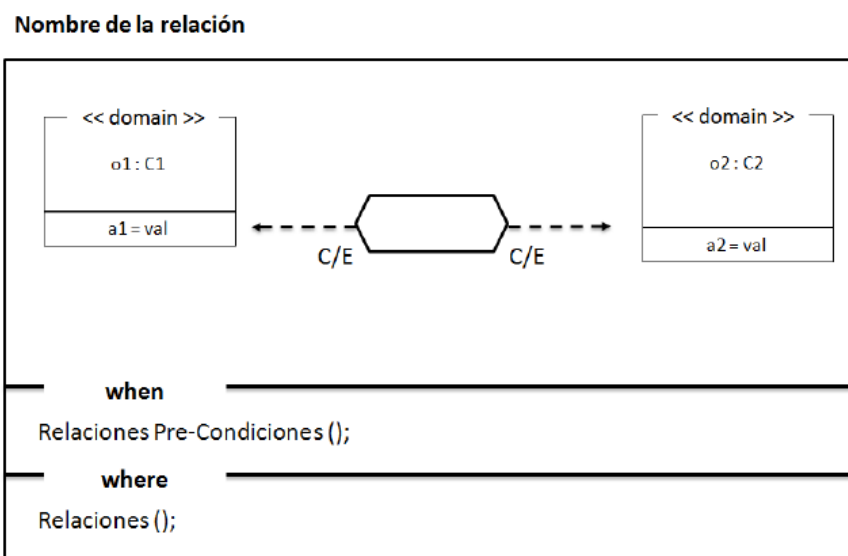 Nombre de la relación
<< domain >>
<< domain >>
o1 : C1
o2 : C2
a1 = val
a2 = val
C/E
C/E
when
Relaciones Pre-Condiciones ();
where
Relaciones ();